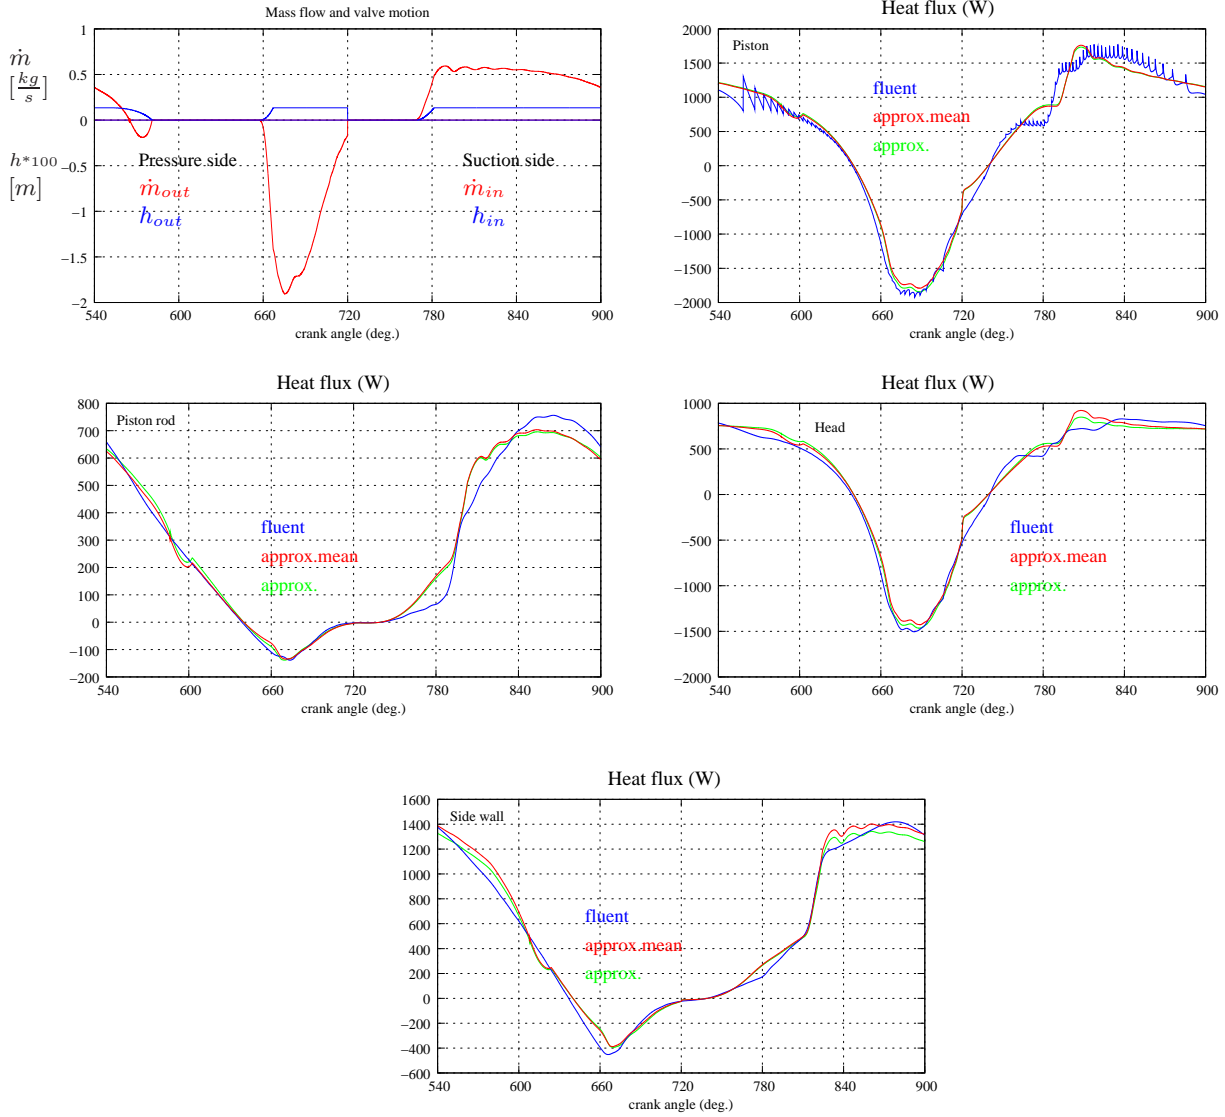 Mass flow and valve motion
ṁ
[kg/s]
h*100
[m]
1
0.5
0
−0.5
−1
−1.5
−2
Pressure side
Suction side
ṁout
ṁin
hout
hin
540 600 660 720 780 840 900
crank angle (deg.)
Heat flux (W)
2000
1500
1000
500
0
−500
−1000
−1500
−2000
Piston
fluent
approx.mean
approx.
540 600 660 720 780 840 900
crank angle (deg.)
Heat flux (W)
800
700
600
500
400
300
200
100
0
−100
−200
Piston rod
fluent
approx.mean
approx.
540 600 660 720 780 840 900
crank angle (deg.)
Heat flux (W)
1000
500
0
−500
−1000
−1500
−2000
Head
fluent
approx.mean
approx.
540 600 660 720 780 840 900
crank angle (deg.)
Heat flux (W)
1600
1400
1200
1000
800
600
400
200
0
−200
−400
−600
Side wall
fluent
approx.mean
approx.
540 600 660 720 780 840 900
crank angle (deg.)